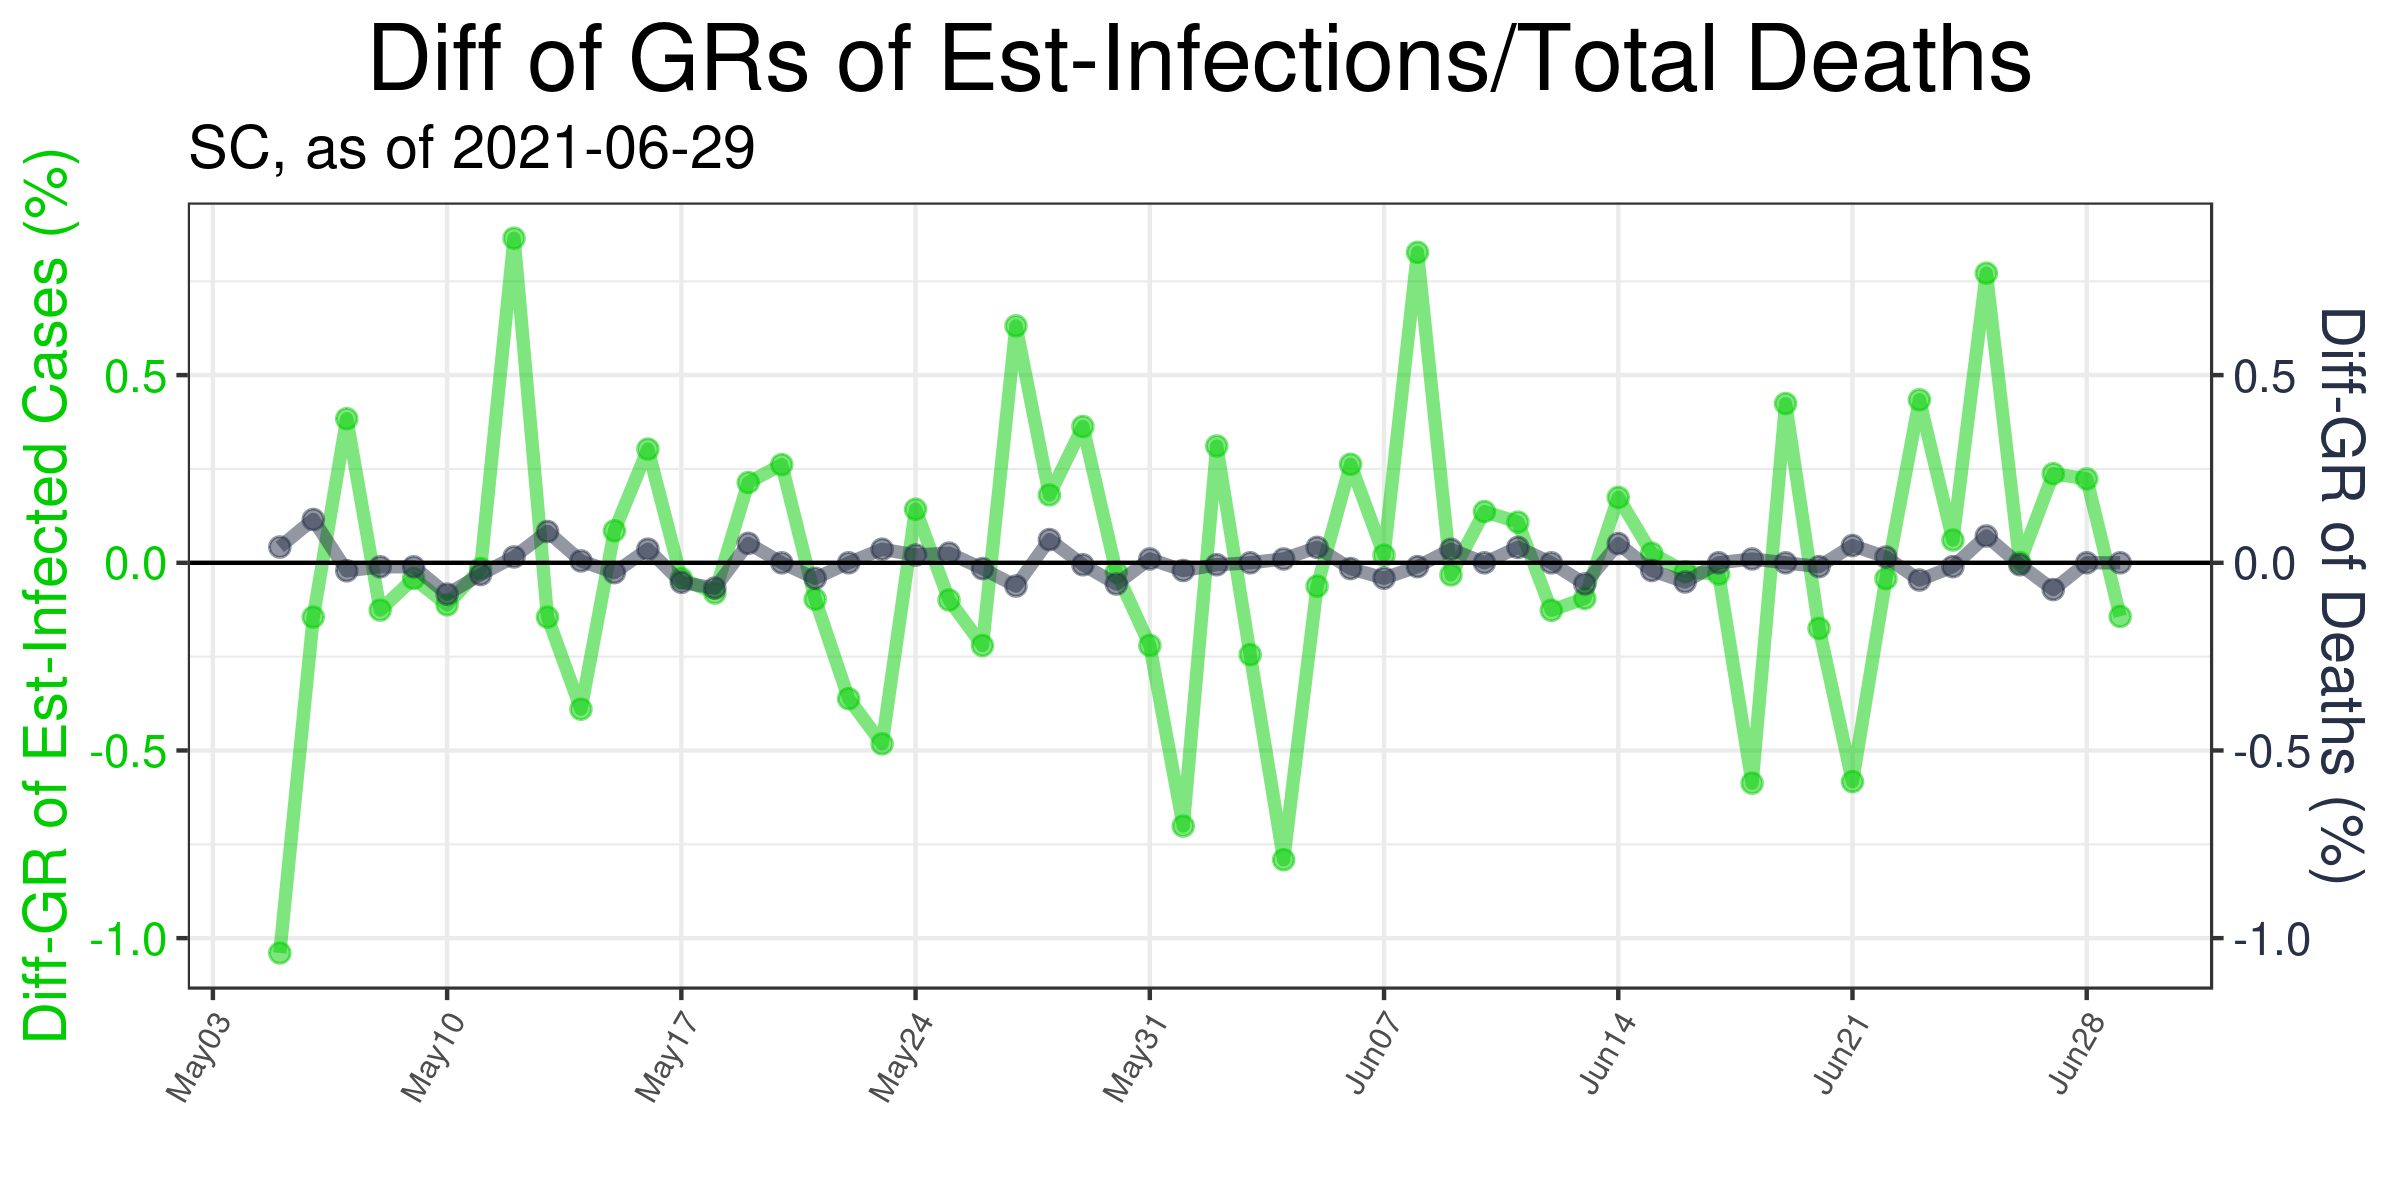 Diff of GRs of Est-Infections/Total Deaths
SC, as of 2021-06-29
Diff-GR of Est-Infected Cases (%)
0.5
0.0
-0.5
-1.0
0.5
0.0
-0.5
-1.0
Diff-GR of Deaths (%)
May03
May10
May17
May24
May31
Jun07
Jun14
Jun21
Jun28